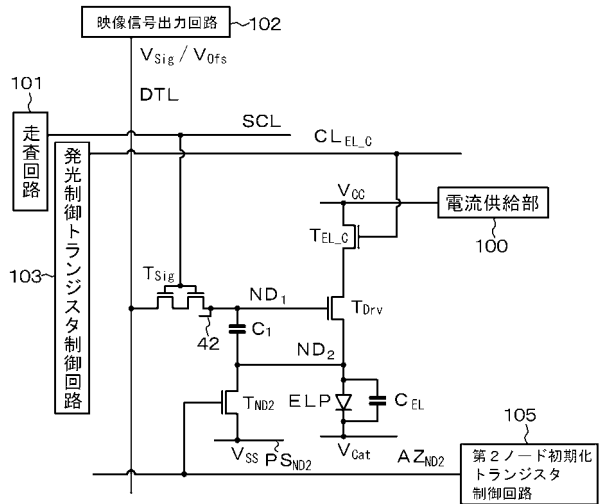 映像信号出力回路
102
VSig / VOfs
101
DTL
走査回路
SCL
発光制御トランジスタ制御回路
CLEL_C
VCC
電流供給部
100
TEL_C
103
TSig
ND1
TDrv
42
C1
ND2
TND2
ELP
CEL
105
VSS
PSND2
VCat
AZND2
第2ノード初期化
トランジスタ
制御回路